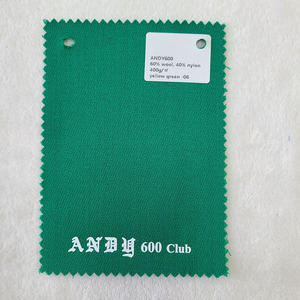 ANDY600
60% wool, 40% nylon
400g/㎡
yellow green -06
ANDY 600 Club